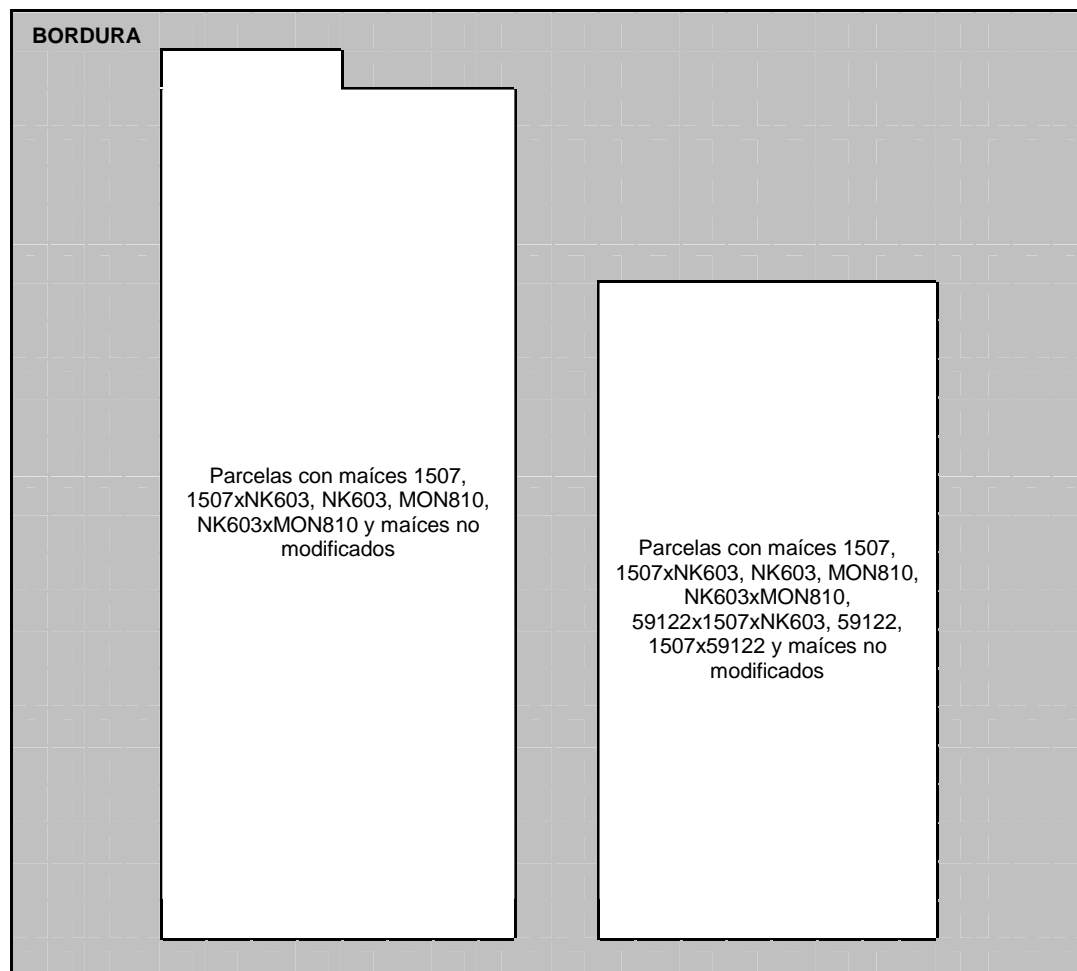 BORDURA
Parcelas con maíces 1507,
1507xNK603, NK603, MON810,
NK603xMON810 y maíces no
modificados
Parcelas con maíces 1507,
1507xNK603, NK603, MON810,
NK603xMON810,
59122x1507xNK603, 59122,
1507x59122 y maíces no
modificados